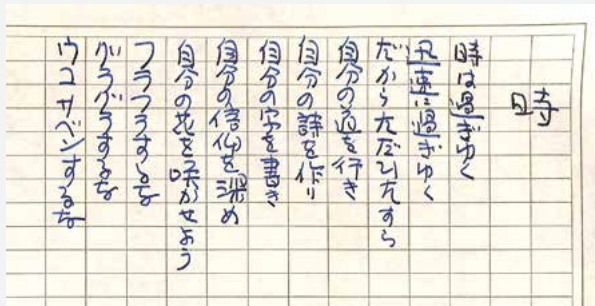 時
時は過ぎゆく
迅速に過ぎゆく
だからただひたすら
自分の道を行き
自分の詩を作り
自分の字を書き
自分の信仰を深め
自分の花を咲かせよう
フラフラするな
グラグラするな
ウコサベンするな